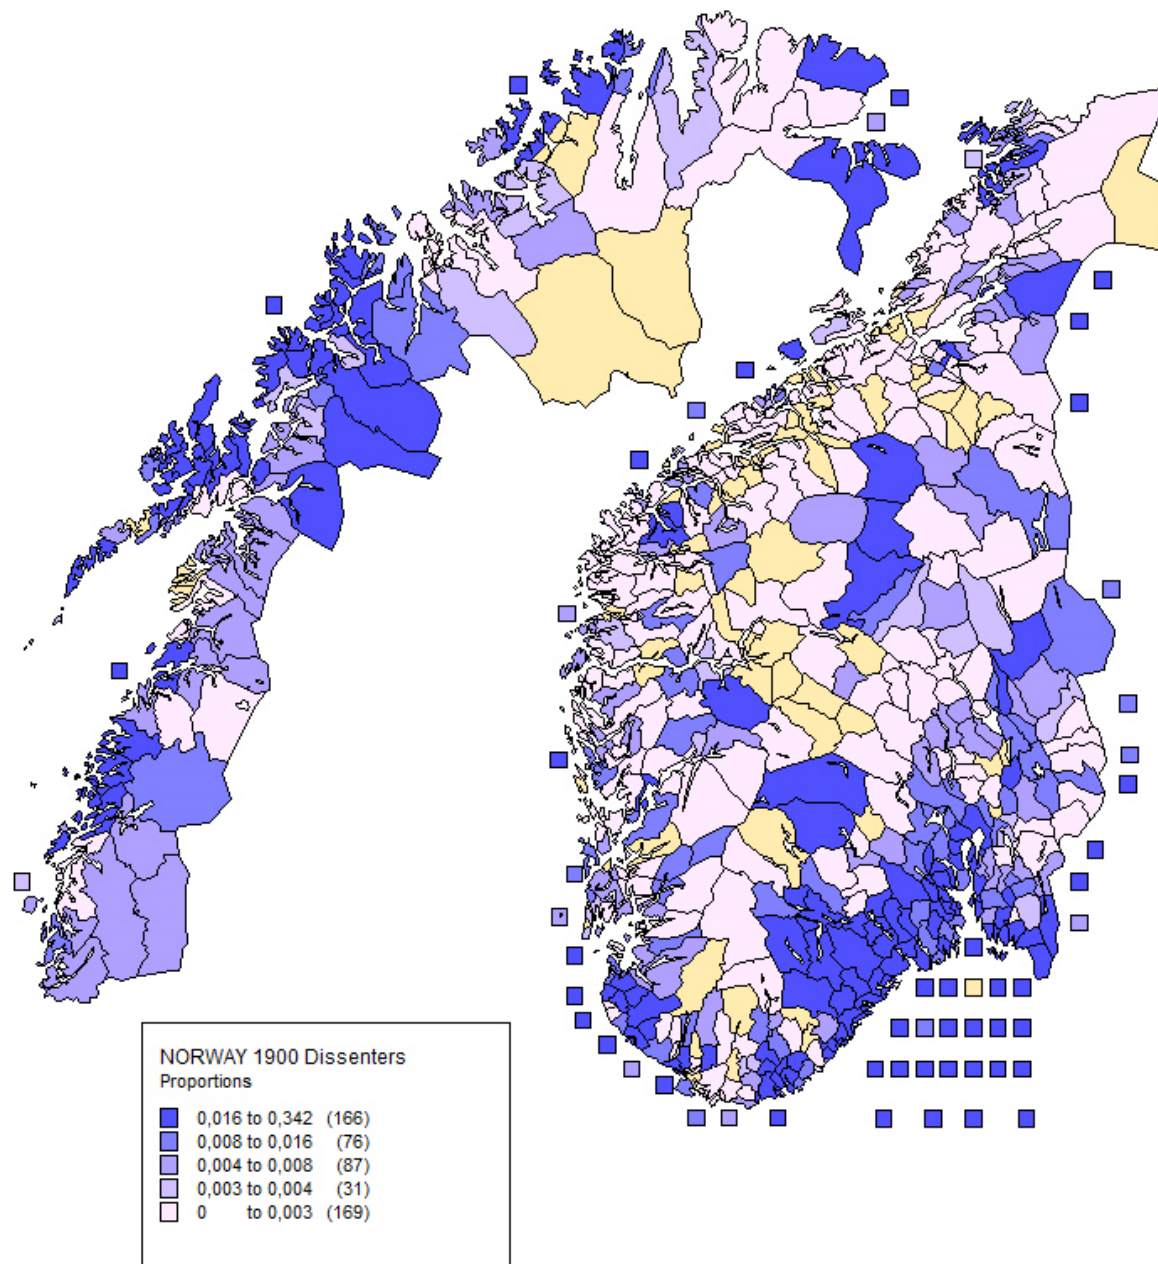 NORWAY 1900 Dissenters
Proportions
0,016 to 0,342 (166)
0,008 to 0,016 (76)
0,004 to 0,008 (87)
0,003 to 0,004 (31)
0 to 0,003 (169)